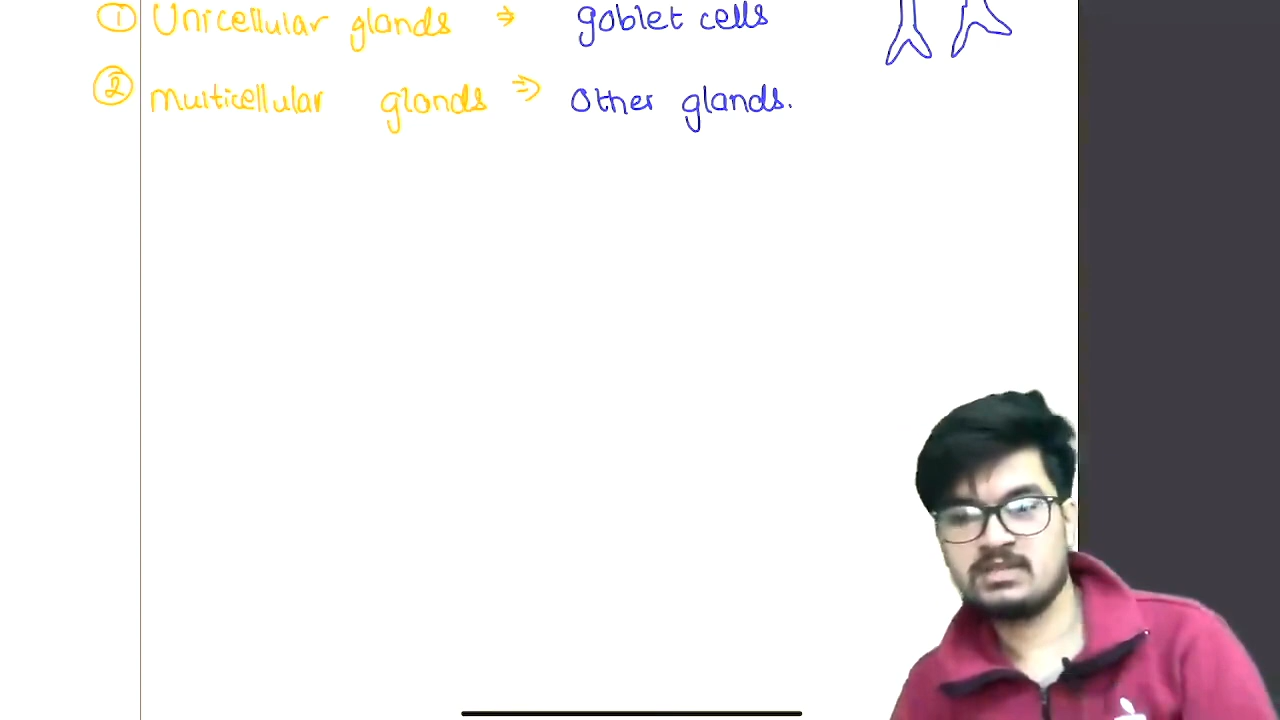 ① Unicellular glands ⇒ goblet cells
② Multicellular glands ⇒ Other glands.